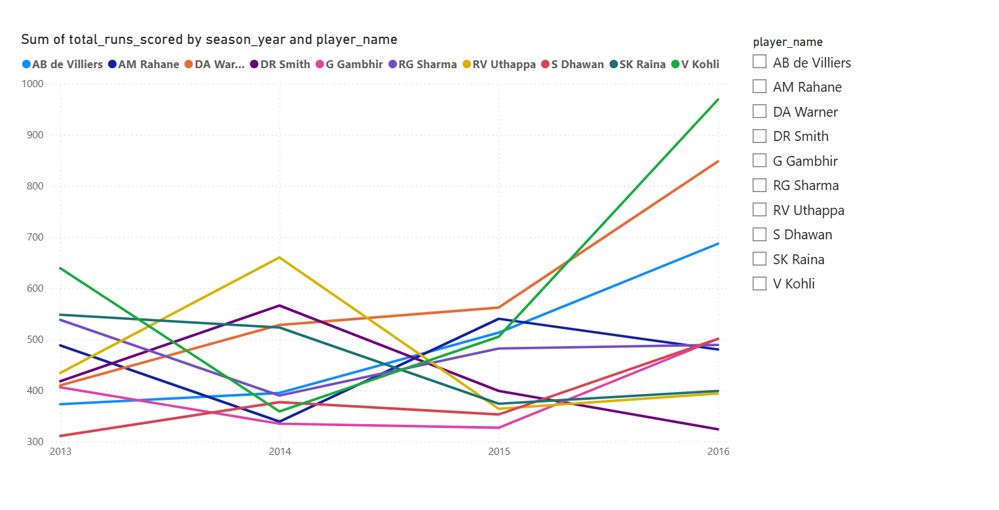 Sum of total_runs_scored by season_year and player_name
AB de Villiers AM Rahane DA War... DR Smith G Gambhir RG Sharma RV Uthappa S Dhawan SK Raina V Kohli
1000
900
800
700
600
500
400
300
2013 2014 2015 2016
player_name
AB de Villiers
AM Rahane
DA Warner
DR Smith
G Gambhir
RG Sharma
RV Uthappa
S Dhawan
SK Raina
V Kohli